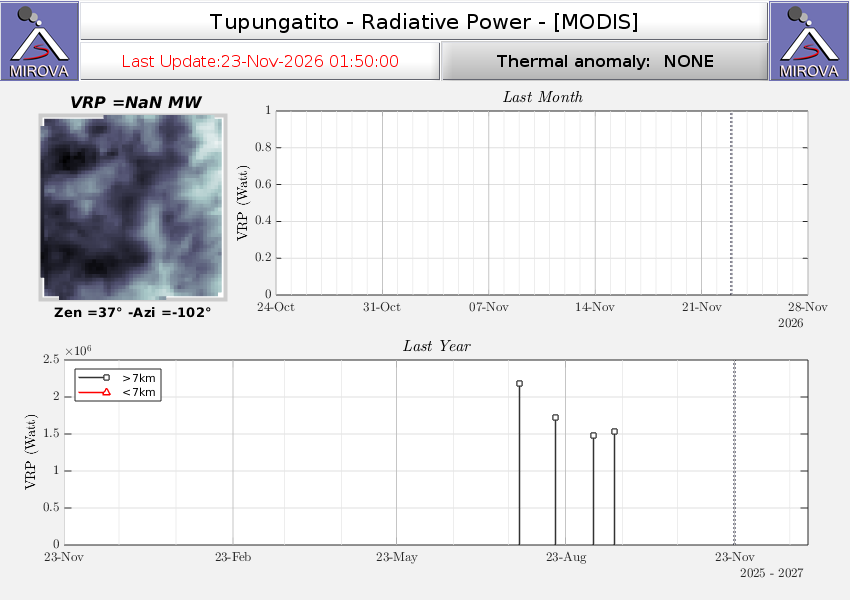 Tupungatito - Radiative Power - [MODIS]
MIROVA
Last Update:23-Nov-2026 01:50:00
Thermal anomaly: NONE
MIROVA
VRP =NaN MW
Zen =37° -Azi =-102°
Last Month
VRP (Watt)
1
0.8
0.6
0.4
0.2
0
24-Oct 31-Oct 07-Nov 14-Nov 21-Nov 28-Nov
2026
Last Year
×10^6
VRP (Watt)
2.5
2
1.5
1
0.5
0
>7km
<7km
23-Nov 23-Feb 23-May 23-Aug 23-Nov
2025 - 2027